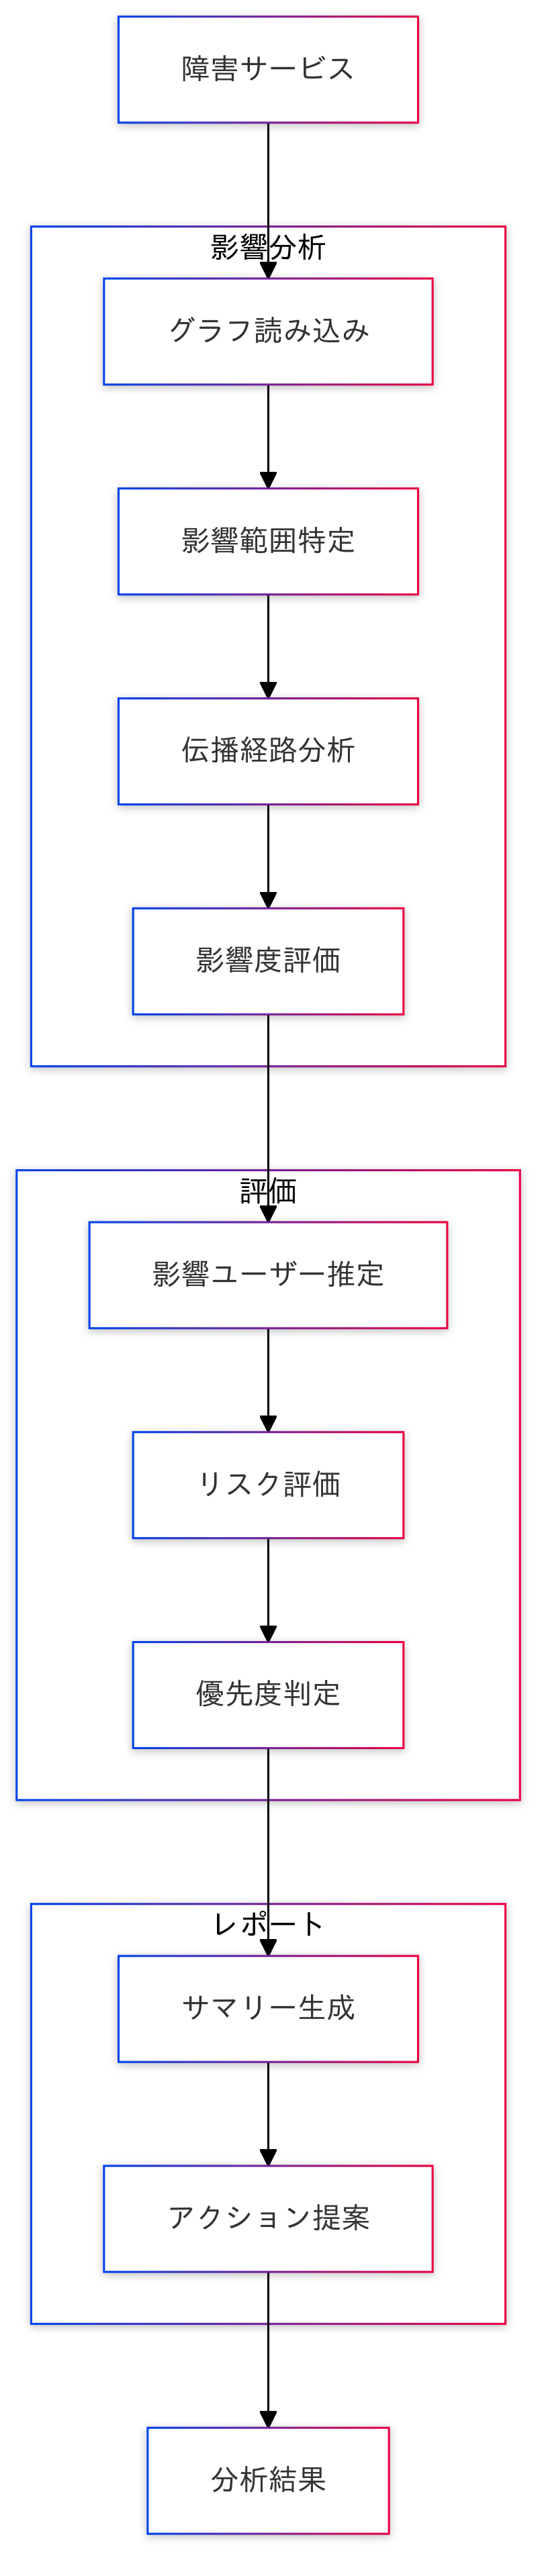 障害サービス
影響分析
グラフ読み込み
影響範囲特定
伝播経路分析
影響度評価
評価
影響ユーザー推定
リスク評価
優先度判定
レポート
サマリー生成
アクション提案
分析結果